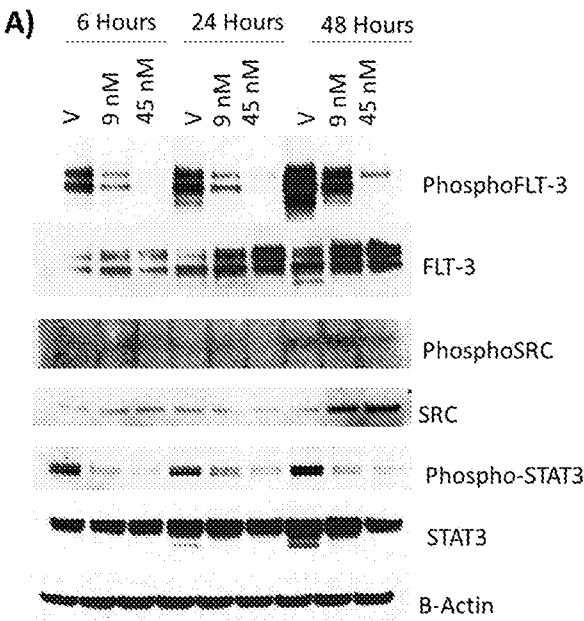 A)
6 Hours 24 Hours 48 Hours
V 9 nM 45 nM V 9 nM 45 nM V 9 nM 45 nM
PhosphoFLT-3
FLT-3
PhosphoSRC
SRC
Phospho-STAT3
STAT3
B-Actin